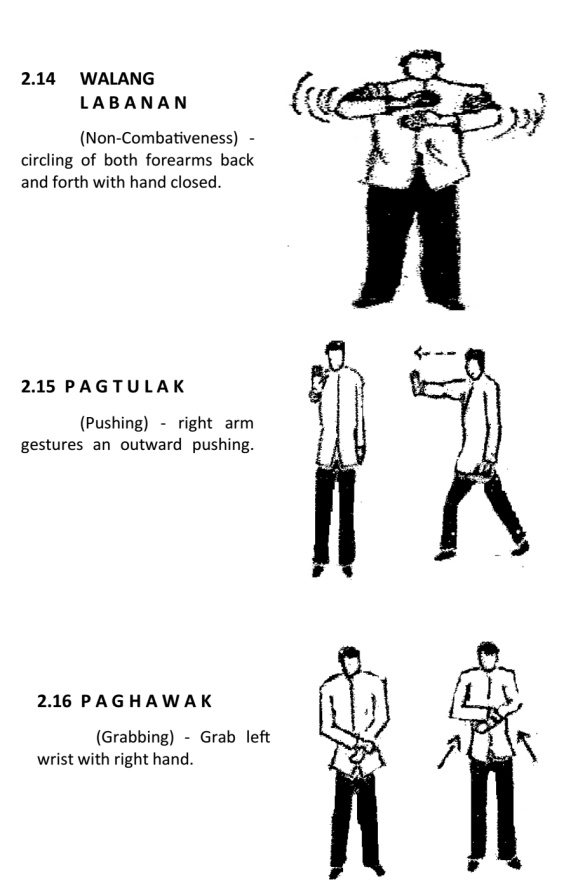 2.14 WALANG
L A B A N A N
(Non-Combativeness) -
circling of both forearms back
and forth with hand closed.
2.15 P A G T U L A K
(Pushing) - right arm
gestures an outward pushing.
2.16 P A G H A W A K
(Grabbing) - Grab left
wrist with right hand.